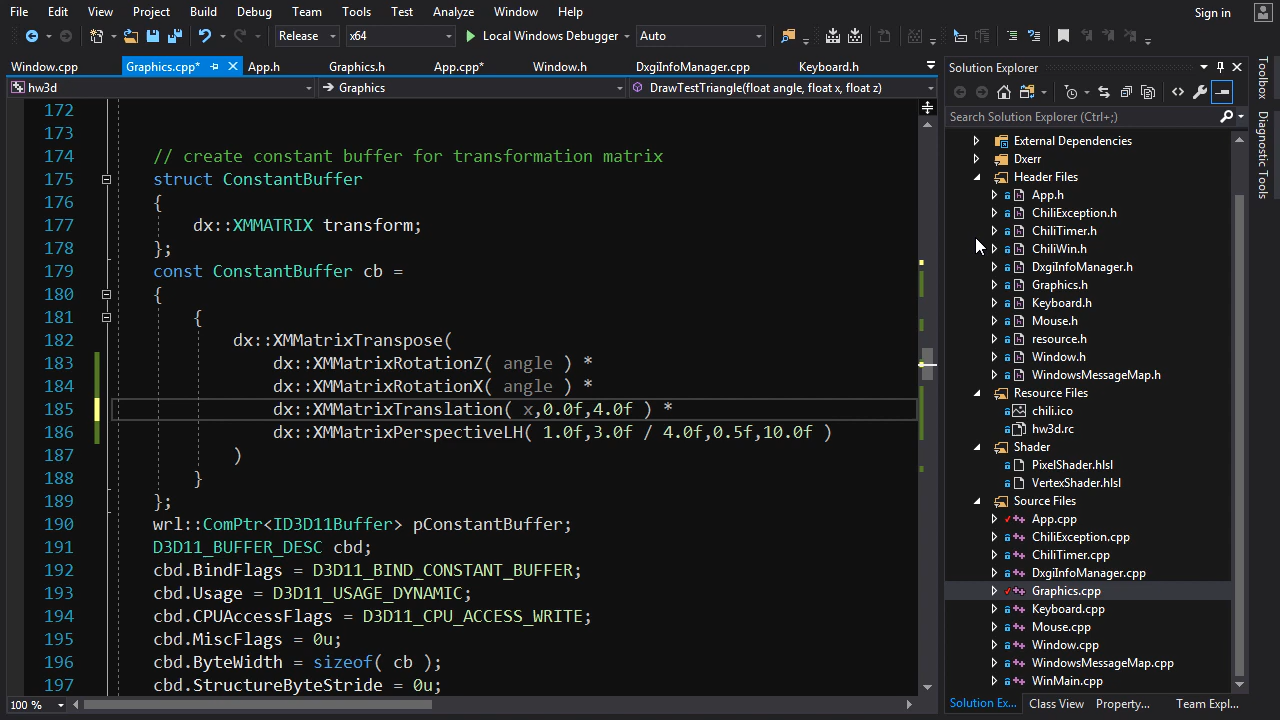 File Edit View Project Build Debug Team Tools Test Analyze Window Help Sign in
Release x64 Local Windows Debugger Auto
Window.cpp Graphics.cpp* App.h Graphics.h App.cpp* Window.h DxgiInfoManager.cpp Keyboard.h
hw3d Graphics DrawTestTriangle(float angle, float x, float z)
172
173
174 // create constant buffer for transformation matrix
175 struct ConstantBuffer
176 {
177 dx::XMMATRIX transform;
178 };
179 const ConstantBuffer cb =
180 {
181 {
182 dx::XMMatrixTranspose(
183 dx::XMMatrixRotationZ( angle ) *
184 dx::XMMatrixRotationX( angle ) *
185 dx::XMMatrixTranslation( x,0.0f,4.0f ) *
186 dx::XMMatrixPerspectiveLH( 1.0f,3.0f / 4.0f,0.5f,10.0f )
187 )
188 }
189 };
190 wrl::ComPtr<ID3D11Buffer> pConstantBuffer;
191 D3D11_BUFFER_DESC cbd;
192 cbd.BindFlags = D3D11_BIND_CONSTANT_BUFFER;
193 cbd.Usage = D3D11_USAGE_DYNAMIC;
194 cbd.CPUAccessFlags = D3D11_CPU_ACCESS_WRITE;
195 cbd.MiscFlags = 0u;
196 cbd.ByteWidth = sizeof( cb );
197 cbd.StructureByteStride = 0u;
100 %
Solution Explorer
Search Solution Explorer (Ctrl+;)
External Dependencies
Dxerr
Header Files
App.h
ChiliException.h
ChiliTimer.h
ChiliWin.h
DxgiInfoManager.h
Graphics.h
Keyboard.h
Mouse.h
resource.h
Window.h
WindowsMessageMap.h
Resource Files
chili.ico
hw3d.rc
Shader
PixelShader.hlsl
VertexShader.hlsl
Source Files
App.cpp
ChiliException.cpp
ChiliTimer.cpp
DxgiInfoManager.cpp
Graphics.cpp
Keyboard.cpp
Mouse.cpp
Window.cpp
WindowsMessageMap.cpp
WinMain.cpp
Solution Ex... Class View Property... Team Expl...
Toolbox
Diagnostic Tools